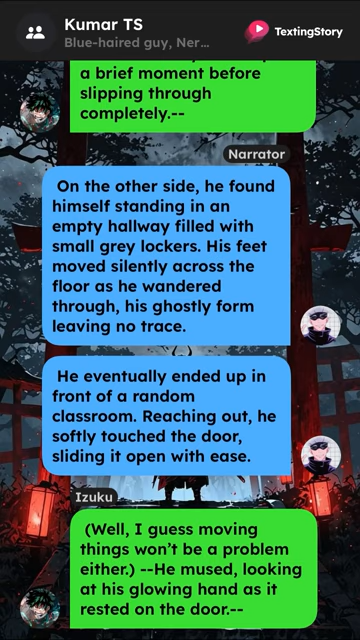 Kumar TS
Blue-haired guy, Ner...
TextingStory
a brief moment before
slipping through
completely.--
Narrator
On the other side, he found
himself standing in an
empty hallway filled with
small grey lockers. His feet
moved silently across the
floor as he wandered
through, his ghostly form
leaving no trace.
He eventually ended up in
front of a random
classroom. Reaching out, he
softly touched the door,
sliding it open with ease.
Izuku
(Well, I guess moving
things won't be a problem
either.) --He mused, looking
at his glowing hand as it
rested on the door.--